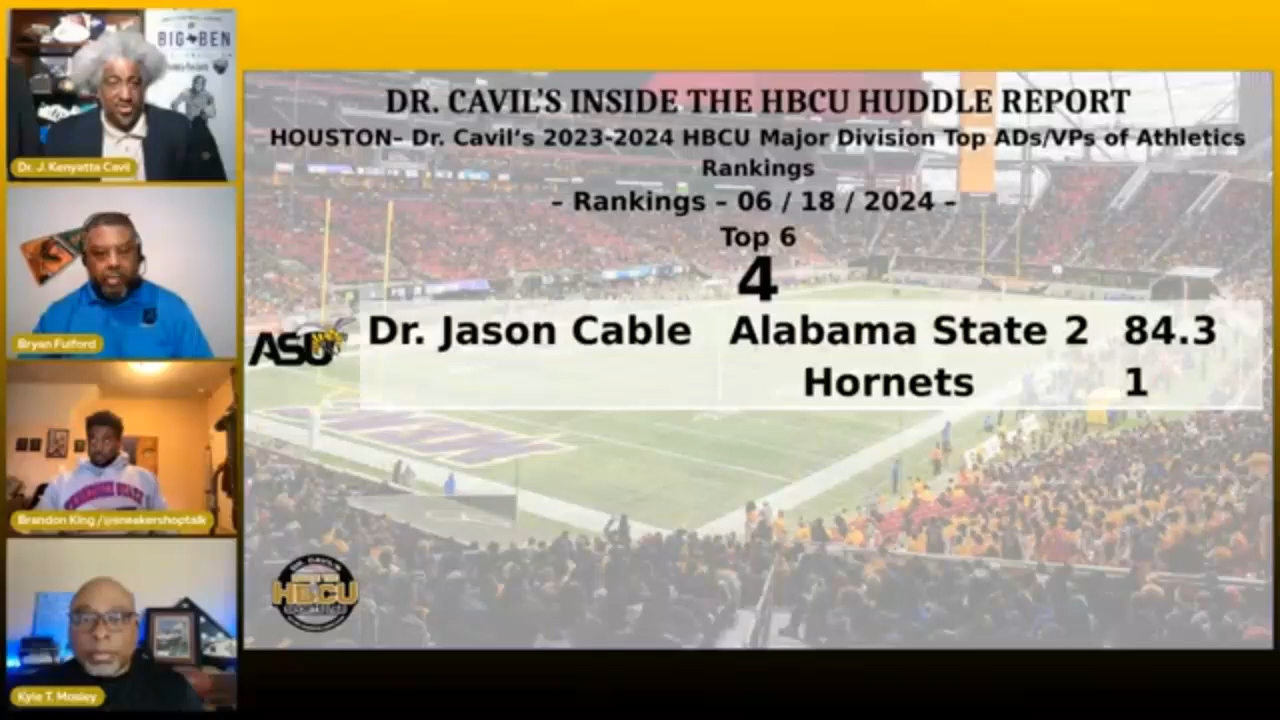 BIG BEN
Dr. J. Kenyatta Cavil
Bryan Fulford
Brandon King /@sneakershoptalk
Kyle T. Mosley
DR. CAVIL'S INSIDE THE HBCU HUDDLE REPORT
HOUSTON– Dr. Cavil's 2023-2024 HBCU Major Division Top ADs/VPs of Athletics
Rankings
– Rankings – 06 / 18 / 2024 –
Top 6
4
ASU
Dr. Jason Cable Alabama State 2 84.3
Hornets 1
DR. CAVIL'S
HBCU